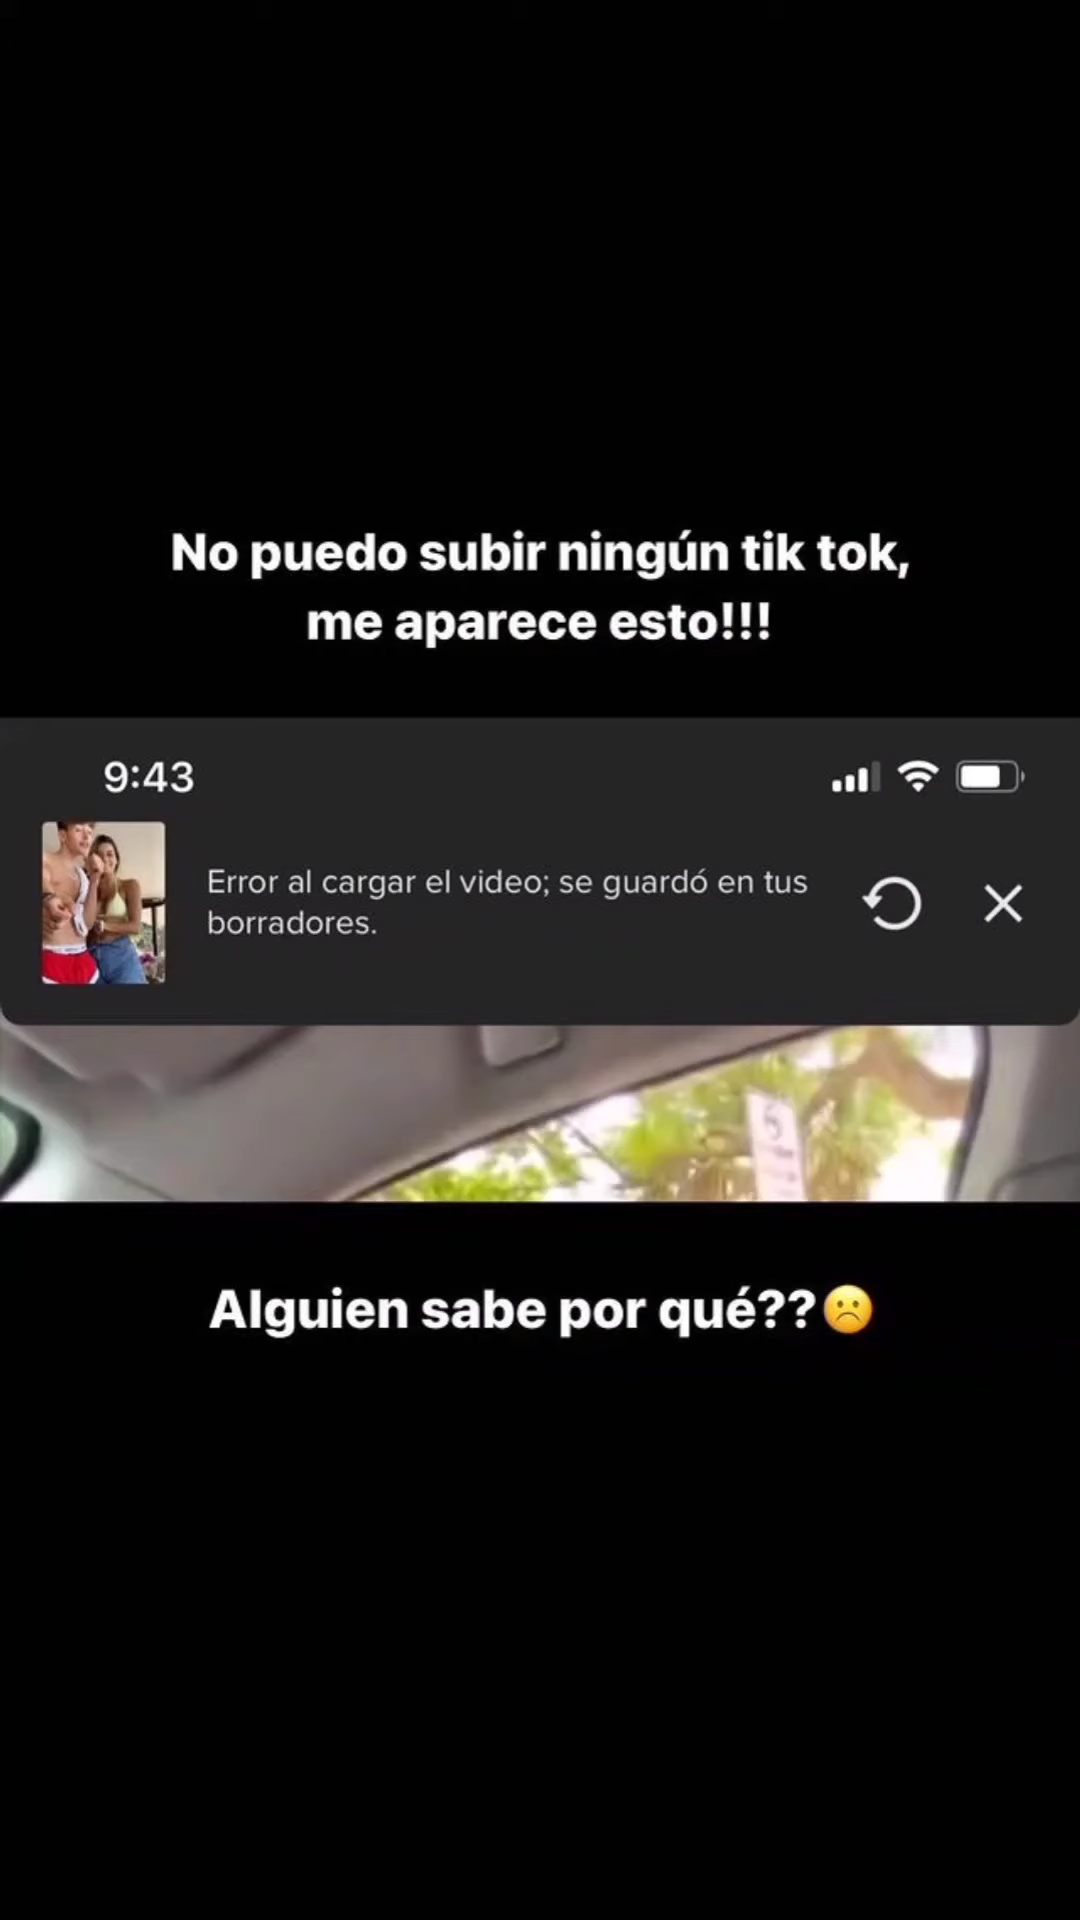 No puedo subir ningún tik tok,
me aparece esto!!!
9:43
Error al cargar el video; se guardó en tus
borradores.
Alguien sabe por qué??☹️